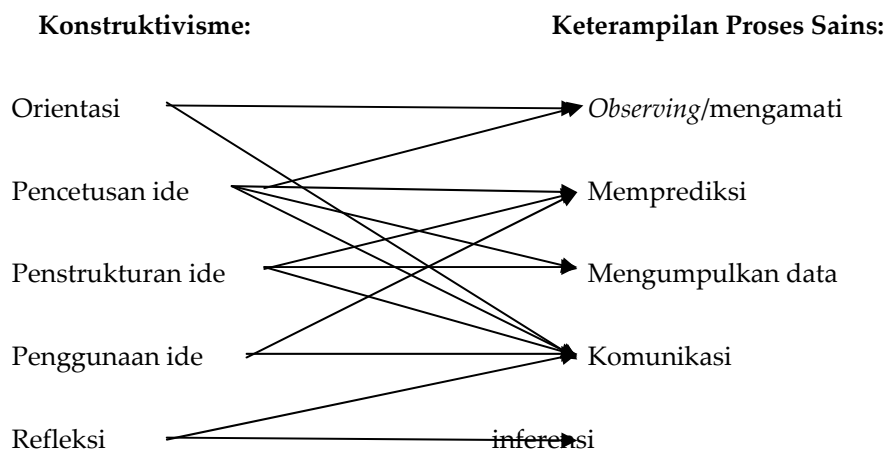 Konstruktivisme: Keterampilan Proses Sains:
Orientasi Observing/mengamati
Pencetusan ide Memprediksi
Penstrukturan ide Mengumpulkan data
Penggunaan ide Komunikasi
Refleksi inferensi